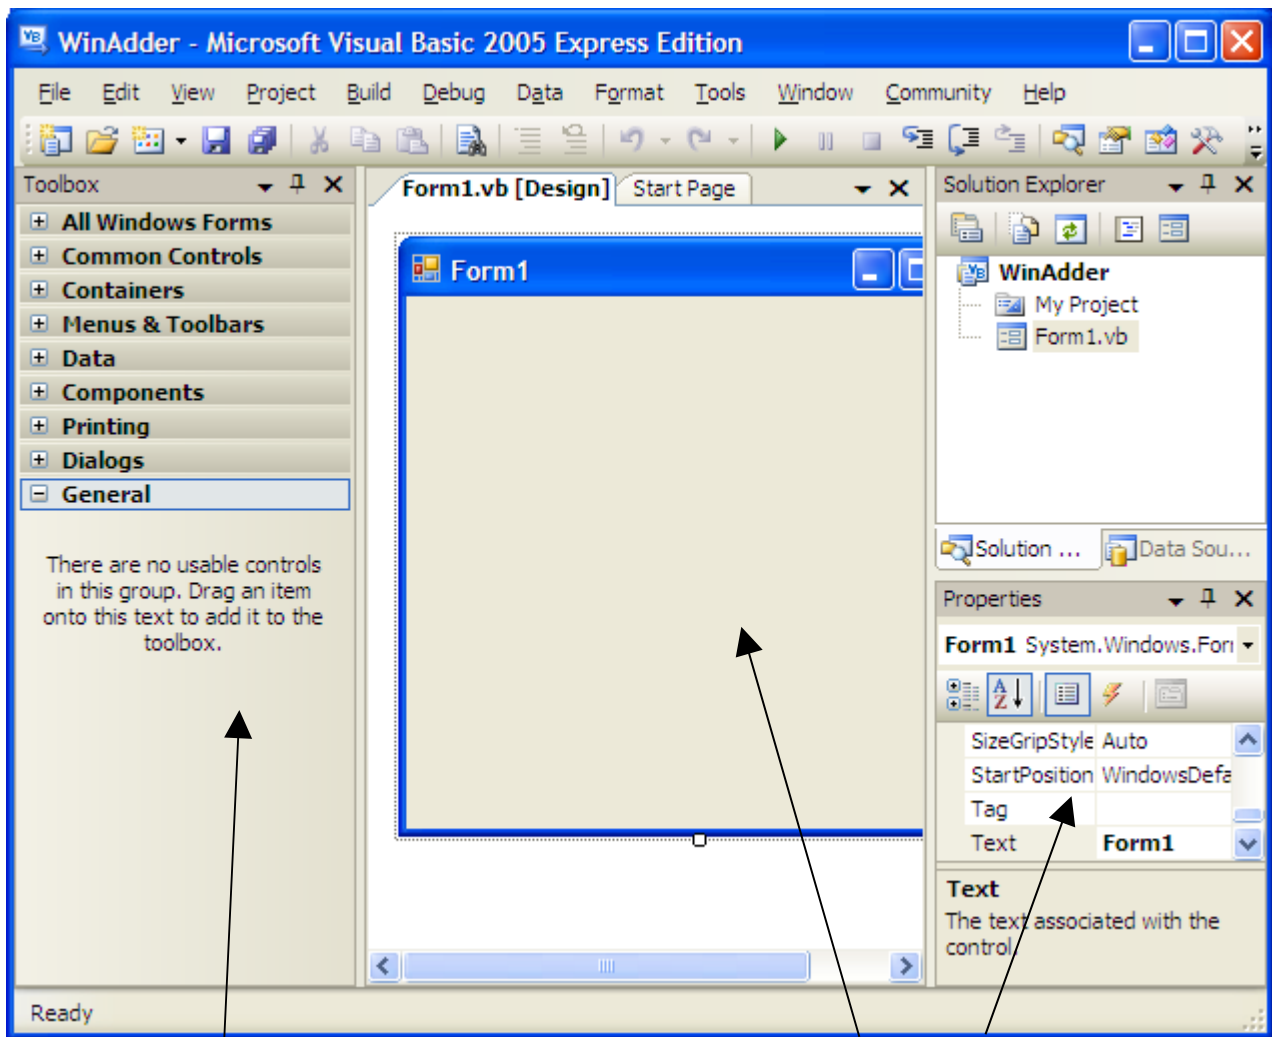 WinAdder - Microsoft Visual Basic 2005 Express Edition
File Edit View Project Build Debug Data Format Tools Window Community Help
Toolbox
All Windows Forms
Common Controls
Containers
Menus & Toolbars
Data
Components
Printing
Dialogs
General
There are no usable controls
in this group. Drag an item
onto this text to add it to the
toolbox.
Form1.vb [Design] Start Page
Form1
Solution Explorer
WinAdder
My Project
Form1.vb
Solution ... Data Sou...
Properties
Form1 System.Windows.For
SizeGripStyle Auto
StartPosition WindowsDefa
Tag
Text Form1
Text
The text associated with the
control.
Ready